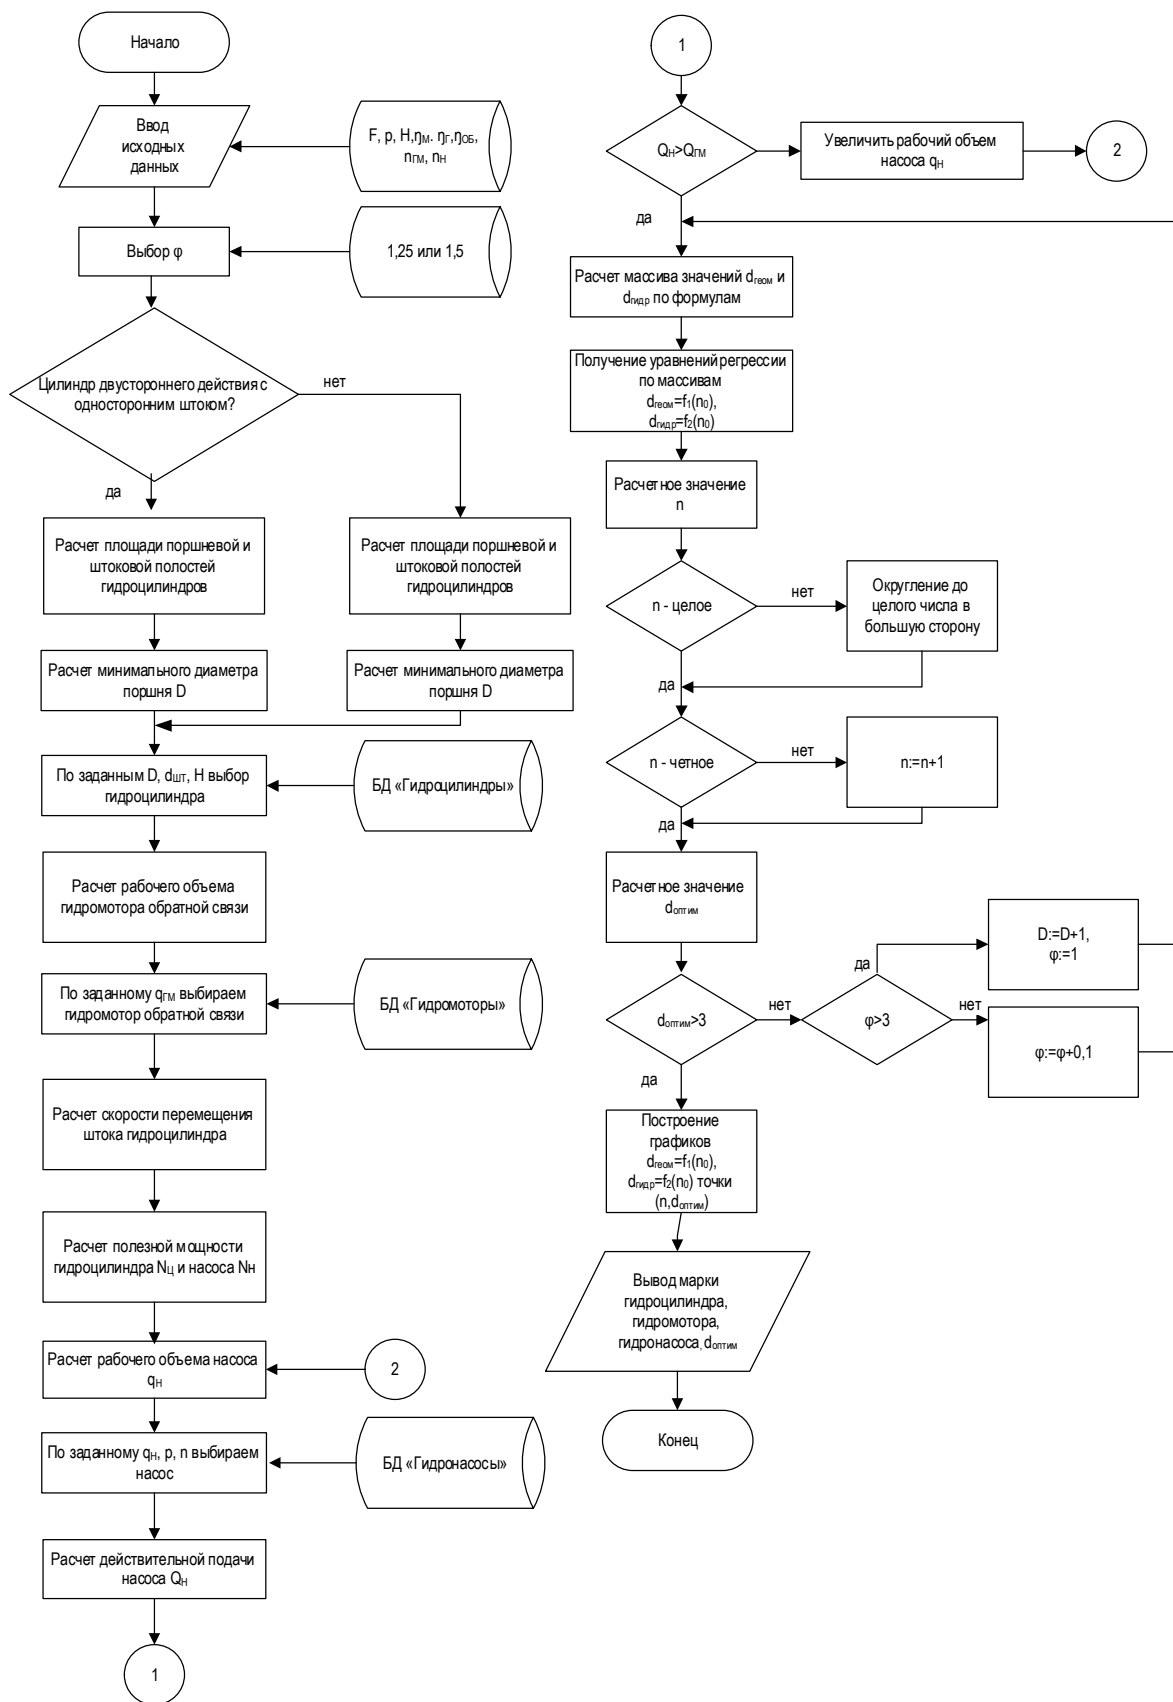 Начало
Ввод
исходных
данных
F, p, H,ηМ. ηГ,ηОБ,
nГМ, nН
Выбор φ
1,25 или 1,5
Цилиндр двустороннего действия с
односторонним штоком?
нет
да
Расчет площади поршневой и
штоковой полостей
гидроцилиндров
Расчет площади поршневой и
штоковой полостей
гидроцилиндров
Расчет минимального диаметра
поршня D
Расчет минимального диаметра
поршня D
По заданным D, dШТ, H выбор
гидроцилиндра
БД «Гидроцилиндры»
Расчет рабочего объема
гидромотора обратной связи
По заданному qГМ выбираем
гидромотор обратной связи
БД «Гидромоторы»
Расчет скорости перемещения
штока гидроцилиндра
Расчет полезной мощности
гидроцилиндра NЦ и насоса NН
Расчет рабочего объема насоса
qН
2
По заданному qН, p, n выбираем
насос
БД «Гидронасосы»
Расчет действительной подачи
насоса QН
1
1
QН>QГМ
Увеличить рабочий объем
насоса qН
2
да
Расчет массива значений dгеом и
dгидр по формулам
Получение уравнений регрессии
по массивам
dгеом=f1(n0),
dгидр=f2(n0)
Расчетное значение
n
n - целое
нет
Округление до
целого числа в
большую сторону
да
n - четное
нет
n:=n+1
да
Расчетное значение
dоптим
dоптим>3
нет
φ>3
да
D:=D+1,
φ:=1
нет
φ:=φ+0,1
да
Построение
графиков
dгеом=f1(n0),
dгидр=f2(n0) точки
(n,dоптим)
Вывод марки
гидроцилиндра,
гидромотора,
гидронасоса, dоптим
Конец